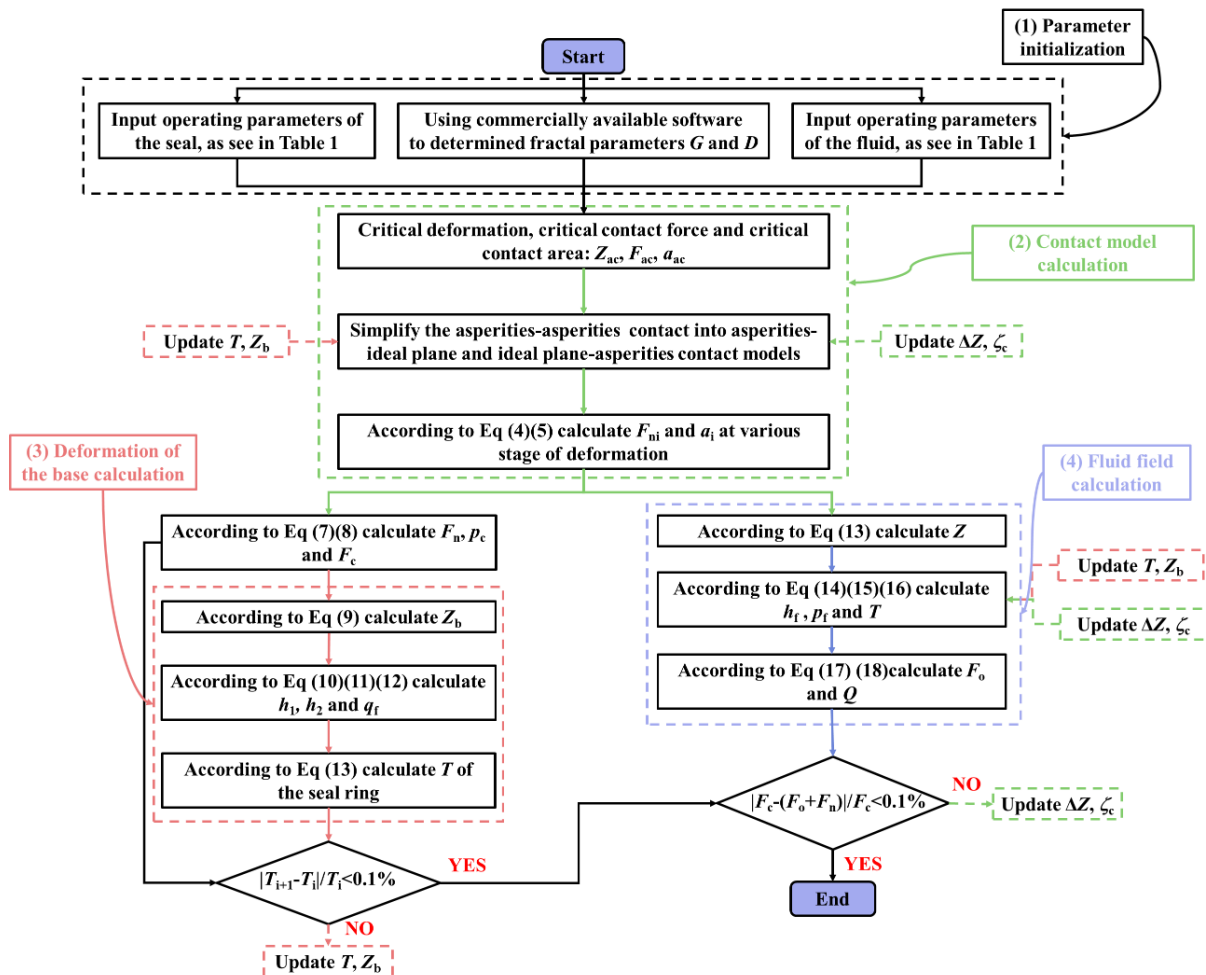 (1) Parameter
initialization
Start
Input operating parameters of
the seal, as see in Table 1
Using commercially available software
to determined fractal parameters G and D
Input operating parameters
of the fluid, as see in Table 1
Critical deformation, critical contact force and critical
contact area: Zac, Fac, aac
(2) Contact model
calculation
Update T, Zb
Simplify the asperities-asperities contact into asperities-
ideal plane and ideal plane-asperities contact models
Update ΔZ, ζc
According to Eq (4)(5) calculate Fni and ai at various
stage of deformation
(3) Deformation of
the base calculation
(4) Fluid field
calculation
According to Eq (7)(8) calculate Fn, pc
and Fc
According to Eq (13) calculate Z
According to Eq (9) calculate Zb
According to Eq (14)(15)(16) calculate
hf , pf and T
Update T, Zb
Update ΔZ, ζc
According to Eq (10)(11)(12) calculate
h1, h2 and qf
According to Eq (17) (18)calculate Fo
and Q
According to Eq (13) calculate T of
the seal ring
|Fc-(Fo+Fn)|/Fc<0.1%
NO
Update ΔZ, ζc
YES
End
|Ti+1-Ti|/Ti<0.1%
YES
NO
Update T, Zb